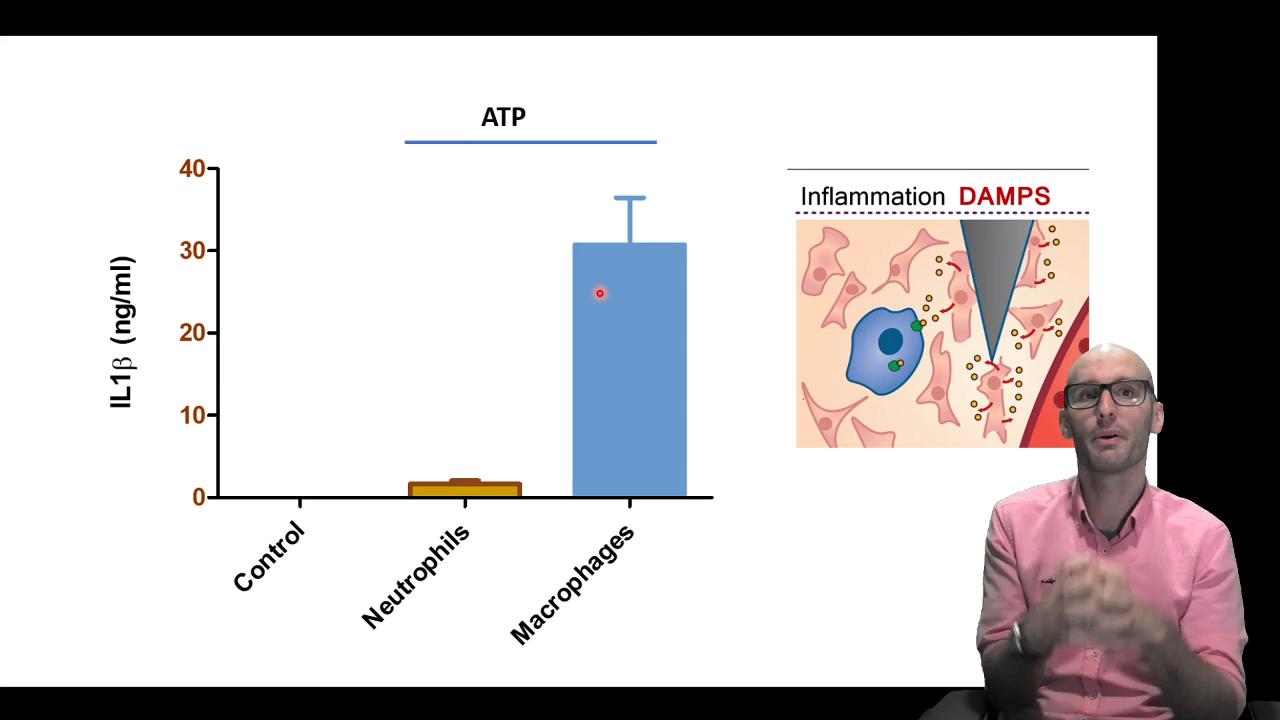 ATP
40
30
20
10
0
IL1β (ng/ml)
Control
Neutrophils
Macrophages
Inflammation DAMPS